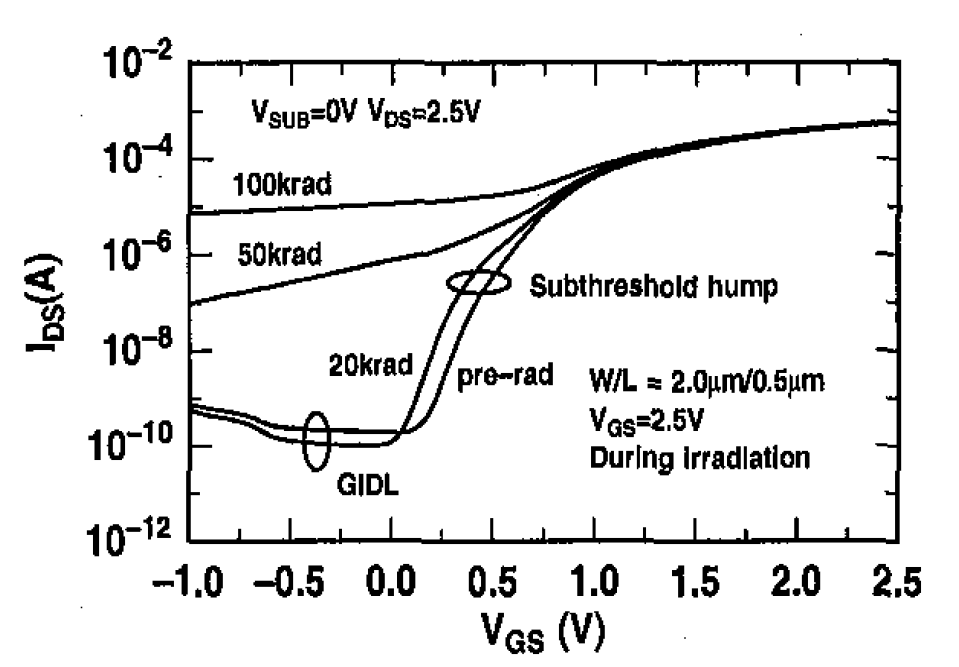 10⁻²
V_SUB=0V V_DS=2.5V
10⁻⁴
100krad
10⁻⁶
50krad
Subthreshold hump
I_DS(A)
10⁻⁸
20krad
pre-rad
W/L = 2.0μm/0.5μm
V_GS=2.5V
10⁻¹⁰
During irradiation
GIDL
10⁻¹²
-1.0 -0.5 0.0 0.5 1.0 1.5 2.0 2.5
V_GS (V)